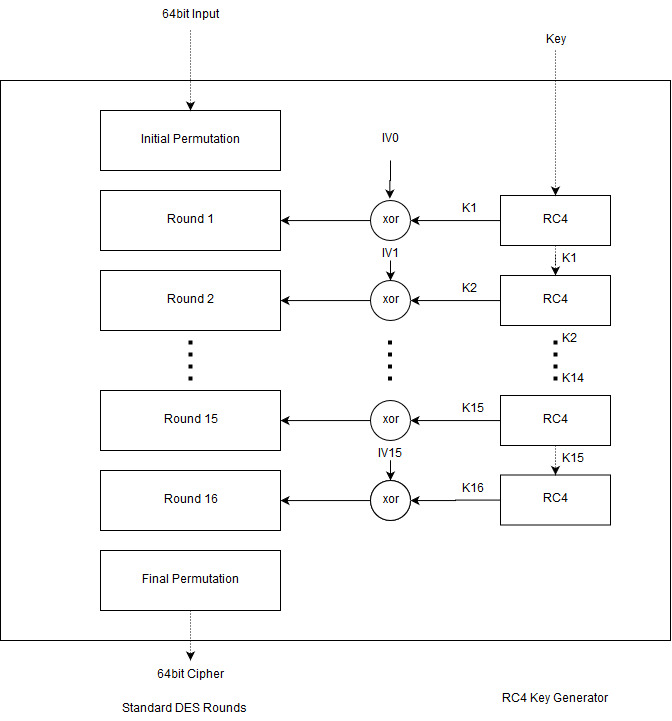 64bit Input
Key
Initial Permutation
IV0
Round 1
xor
K1
RC4
IV1
K1
Round 2
xor
K2
RC4
K2
K14
Round 15
xor
K15
RC4
IV15
K15
Round 16
xor
K16
RC4
Final Permutation
64bit Cipher
Standard DES Rounds
RC4 Key Generator